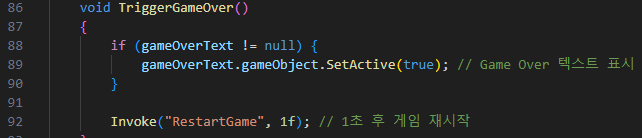 86 void TriggerGameOver()
87 {
88 if (gameOverText != null) {
89 gameOverText.gameObject.SetActive(true); // Game Over 텍스트 표시
90 }
91
92 Invoke("RestartGame", 1f); // 1초 후 게임 재시작
93 }